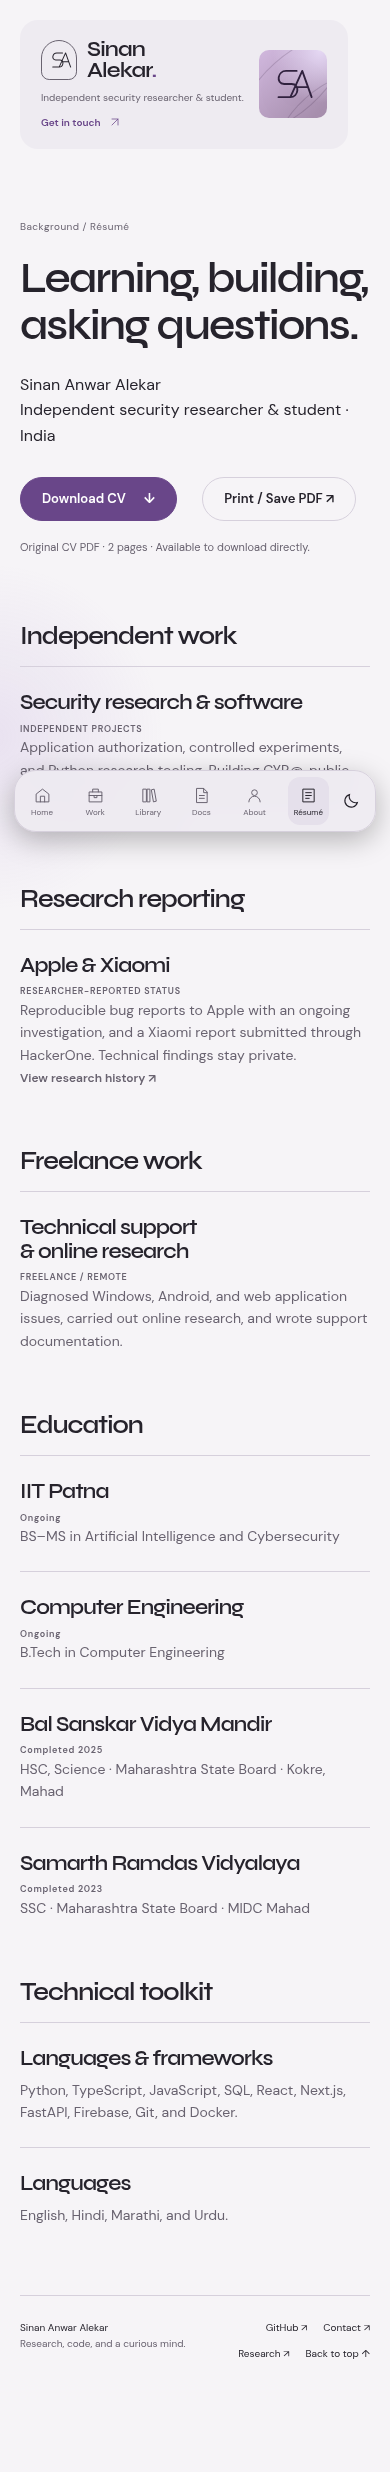 SA
Sinan
Alekar.
Independent security researcher & student.
Get in touch ↗
SA
Background / Résumé
Learning, building,
asking questions.
Sinan Anwar Alekar
Independent security researcher & student ·
India
Download CV ↓
Print / Save PDF ↗
Original CV PDF · 2 pages · Available to download directly.
Independent work
Security research & software
INDEPENDENT PROJECTS
Application authorization, controlled experiments,
and Python research tooling. Building
Home
Work
Library
Docs
About
Résumé
Research reporting
Apple & Xiaomi
RESEARCHER-REPORTED STATUS
Reproducible bug reports to Apple with an ongoing
investigation, and a Xiaomi report submitted through
HackerOne. Technical findings stay private.
View research history ↗
Freelance work
Technical support
& online research
FREELANCE / REMOTE
Diagnosed Windows, Android, and web application
issues, carried out online research, and wrote support
documentation.
Education
IIT Patna
Ongoing
BS–MS in Artificial Intelligence and Cybersecurity
Computer Engineering
Ongoing
B.Tech in Computer Engineering
Bal Sanskar Vidya Mandir
Completed 2025
HSC, Science · Maharashtra State Board · Kokre,
Mahad
Samarth Ramdas Vidyalaya
Completed 2023
SSC · Maharashtra State Board · MIDC Mahad
Technical toolkit
Languages & frameworks
Python, TypeScript, JavaScript, SQL, React, Next.js,
FastAPI, Firebase, Git, and Docker.
Languages
English, Hindi, Marathi, and Urdu.
Sinan Anwar Alekar
Research, code, and a curious mind.
GitHub ↗
Contact ↗
Research ↗
Back to top ↑